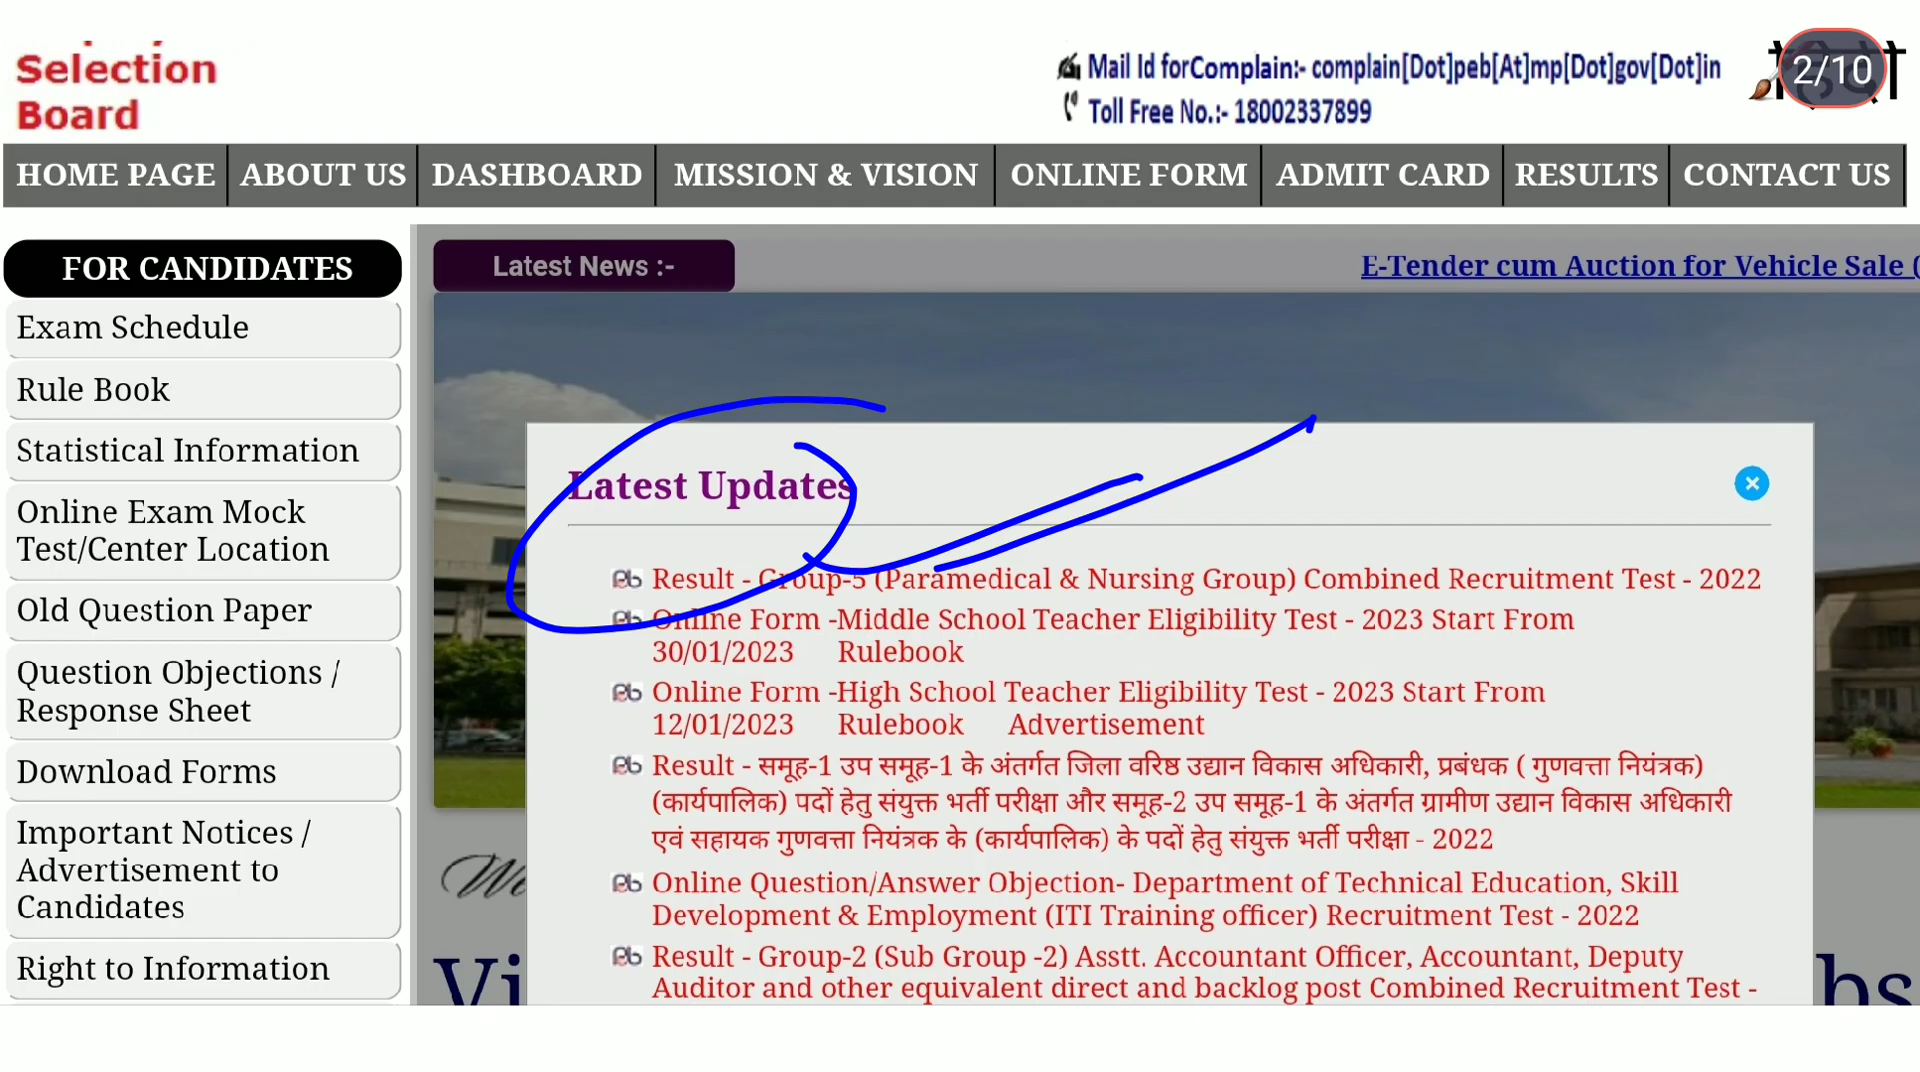 Selection
Board
Mail Id forComplain:- complain[Dot]peb[At]mp[Dot]gov[Dot]in
Toll Free No.:- 18002337899
2/10
HOME PAGE ABOUT US DASHBOARD MISSION & VISION ONLINE FORM ADMIT CARD RESULTS CONTACT US
FOR CANDIDATES
Exam Schedule
Rule Book
Statistical Information
Online Exam Mock
Test/Center Location
Old Question Paper
Question Objections /
Response Sheet
Download Forms
Important Notices /
Advertisement to
Candidates
Right to Information
Latest News :-
E-Tender cum Auction for Vehicle Sale (
Latest Updates
Result - Group-5 (Paramedical & Nursing Group) Combined Recruitment Test - 2022
Online Form -Middle School Teacher Eligibility Test - 2023 Start From
30/01/2023 Rulebook
Online Form -High School Teacher Eligibility Test - 2023 Start From
12/01/2023 Rulebook Advertisement
Result - समूह-1 उप समूह-1 के अंतर्गत जिला वरिष्ठ उद्यान विकास अधिकारी, प्रबंधक ( गुणवत्ता नियंत्रक)
(कार्यपालिक) पदों हेतु संयुक्त भर्ती परीक्षा और समूह-2 उप समूह-1 के अंतर्गत ग्रामीण उद्यान विकास अधिकारी
एवं सहायक गुणवत्ता नियंत्रक के (कार्यपालिक) के पदों हेतु संयुक्त भर्ती परीक्षा - 2022
Online Question/Answer Objection- Department of Technical Education, Skill
Development & Employment (ITI Training officer) Recruitment Test - 2022
Result - Group-2 (Sub Group -2) Asstt. Accountant Officer, Accountant, Deputy
Auditor and other equivalent direct and backlog post Combined Recruitment Test -